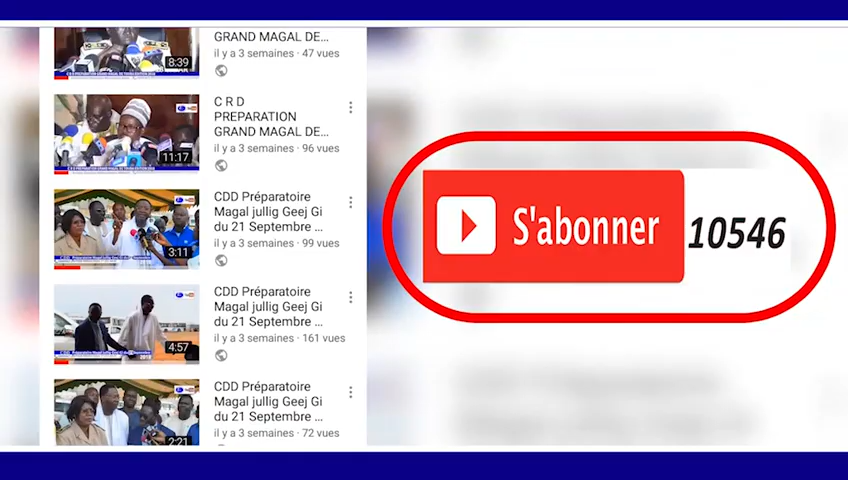 GRAND MAGAL DE...
il y a 3 semaines · 47 vues
8:39
C R D
PREPARATION
GRAND MAGAL DE...
il y a 3 semaines · 96 vues
11:17
CDD Préparatoire
Magal jullig Geej Gi
du 21 Septembre ...
il y a 3 semaines · 99 vues
3:11
CDD Préparatoire
Magal jullig Geej Gi
du 21 Septembre ...
il y a 3 semaines · 161 vues
4:57
CDD Préparatoire
Magal jullig Geej Gi
du 21 Septembre ...
il y a 3 semaines · 72 vues
2:21
S'abonner
10546